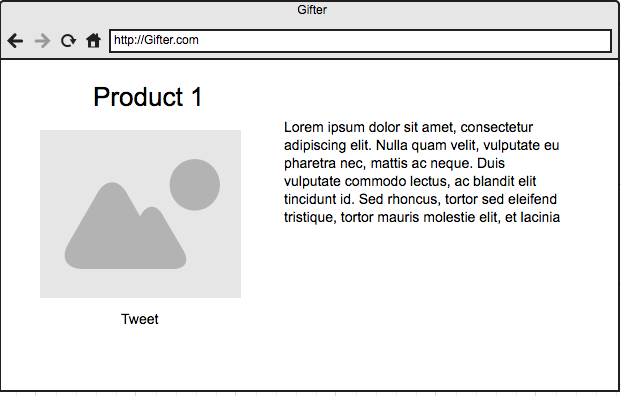 Gifter
http://Gifter.com
Product 1
Lorem ipsum dolor sit amet, consectetur
adipiscing elit. Nulla quam velit, vulputate eu
pharetra nec, mattis ac neque. Duis
vulputate commodo lectus, ac blandit elit
tincidunt id. Sed rhoncus, tortor sed eleifend
tristique, tortor mauris molestie elit, et lacinia
Tweet